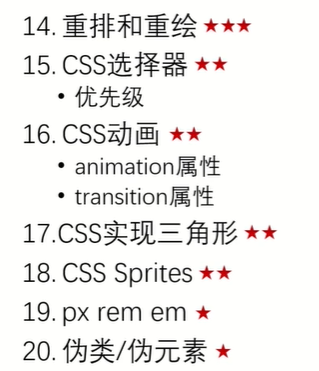 14. 重排和重绘 ★★★
15. CSS选择器 ★★
• 优先级
16. CSS动画 ★★
• animation属性
• transition属性
17.CSS实现三角形 ★★
18. CSS Sprites ★★
19. px rem em ★
20. 伪类/伪元素 ★